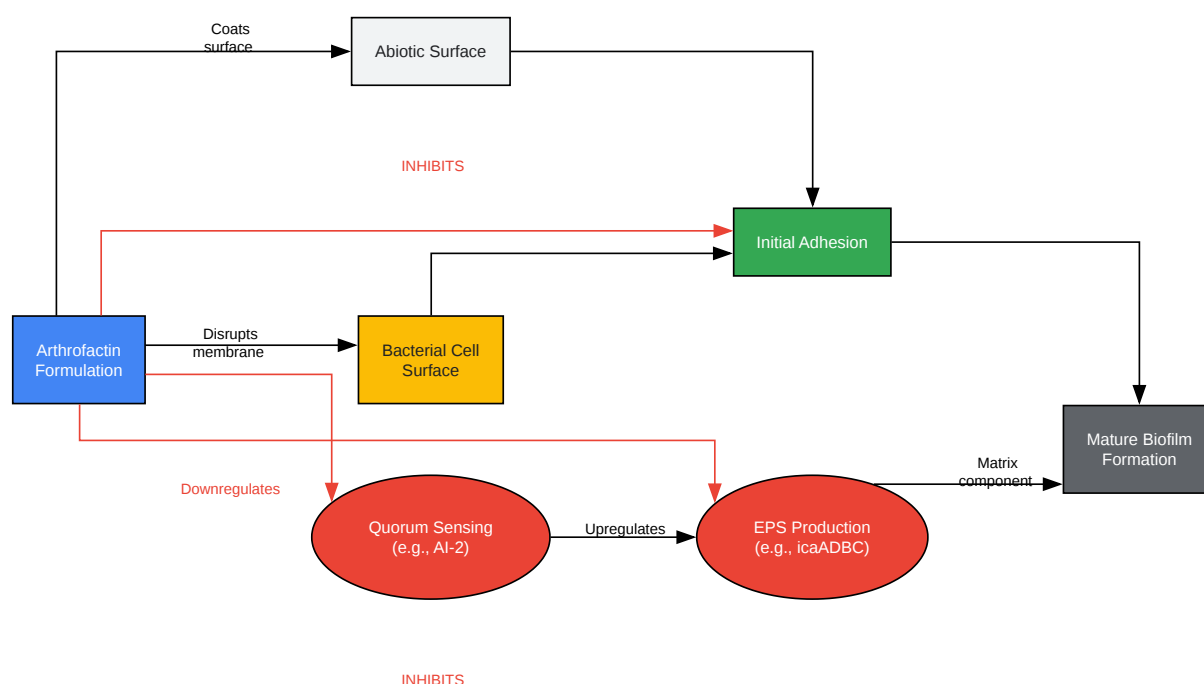 Coats
surface
Abiotic Surface
INHIBITS
Initial Adhesion
Arthrofactin
Formulation
Disrupts
membrane
Bacterial Cell
Surface
Mature Biofilm
Formation
Matrix
component
Downregulates
Quorum Sensing
(e.g., AI-2)
Upregulates
EPS Production
(e.g., icaADBC)
INHIBITS